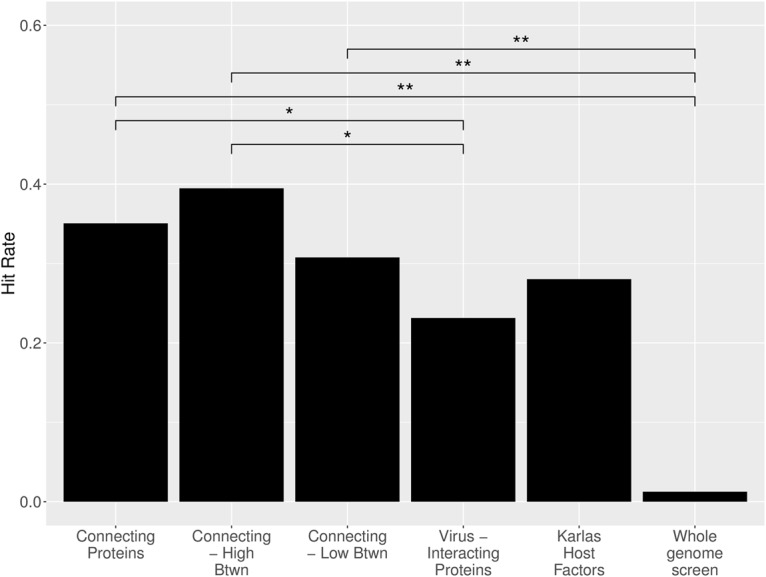 0.6
**
**
**
*
*
0.4
0.2
0.0
Hit Rate
Connecting
Proteins
Connecting
− High
Btwn
Connecting
− Low Btwn
Virus −
Interacting
Proteins
Karlas
Host
Factors
Whole
genome
screen